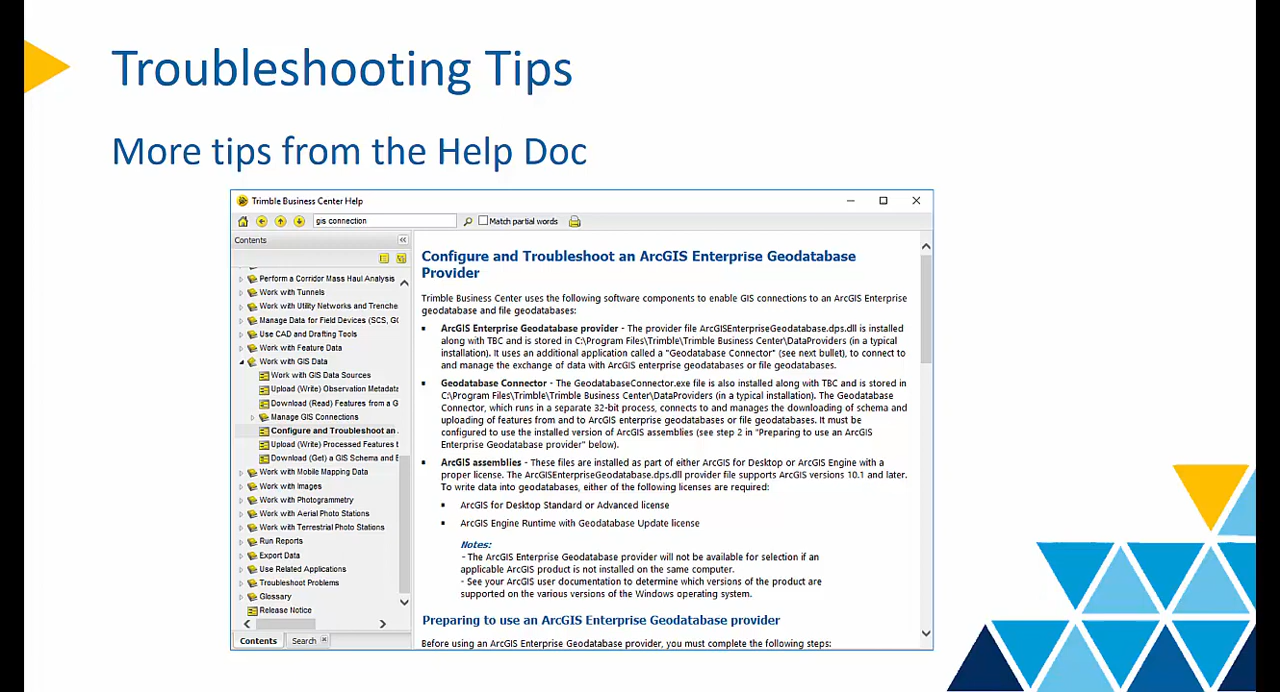 Troubleshooting Tips
More tips from the Help Doc
Trimble Business Center Help
gis connection
Match partial words
Contents
Perform a Corridor Mass Haul Analysis
Work with Tunnels
Work with Utility Networks and Trenche
Manage Data for Field Devices (SCS, GC
Use CAD and Drafting Tools
Work with Feature Data
Work with GIS Data
Work with GIS Data Sources
Upload (Write) Observation Metadata
Download (Read) Features from a G
Manage GIS Connections
Configure and Troubleshoot an
Upload (Write) Processed Features t
Download (Get) a GIS Schema and E
Work with Mobile Mapping Data
Work with Images
Work with Photogrammetry
Work with Aerial Photo Stations
Work with Terrestrial Photo Stations
Run Reports
Export Data
Use Related Applications
Troubleshoot Problems
Glossary
Release Notice
Contents
Search
Configure and Troubleshoot an ArcGIS Enterprise Geodatabase
Provider
Trimble Business Center uses the following software components to enable GIS connections to an ArcGIS Enterprise
geodatabase and file geodatabases:
ArcGIS Enterprise Geodatabase provider - The provider file ArcGISEnterpriseGeodatabase.dps.dll is installed
along with TBC and is stored in C:\Program Files\Trimble\Trimble Business Center\DataProviders (in a typical
installation). It uses an additional application called a "Geodatabase Connector" (see next bullet), to connect to
and manage the exchange of data with ArcGIS enterprise geodatabases or file geodatabases.
Geodatabase Connector - The GeodatabaseConnector.exe file is also installed along with TBC and is stored in
C:\Program Files\Trimble\Trimble Business Center\DataProviders (in a typical installation). The Geodatabase
Connector, which runs in a separate 32-bit process, connects to and manages the downloading of schema and
uploading of features from and to ArcGIS enterprise geodatabases or file geodatabases. It must be
configured to use the installed version of ArcGIS assemblies (see step 2 in "Preparing to use an ArcGIS
Enterprise Geodatabase provider" below).
ArcGIS assemblies - These files are installed as part of either ArcGIS for Desktop or ArcGIS Engine with a
proper license. The ArcGISEnterpriseGeodatabase.dps.dll provider file supports ArcGIS versions 10.1 and later.
To write data into geodatabases, either of the following licenses are required:
ArcGIS for Desktop Standard or Advanced license
ArcGIS Engine Runtime with Geodatabase Update license
Notes:
- The ArcGIS Enterprise Geodatabase provider will not be available for selection if an
applicable ArcGIS product is not installed on the same computer.
- See your ArcGIS user documentation to determine which versions of the product are
supported on the various versions of the Windows operating system.
Preparing to use an ArcGIS Enterprise Geodatabase provider
Before using an ArcGIS Enterprise Geodatabase provider, you must complete the following steps: